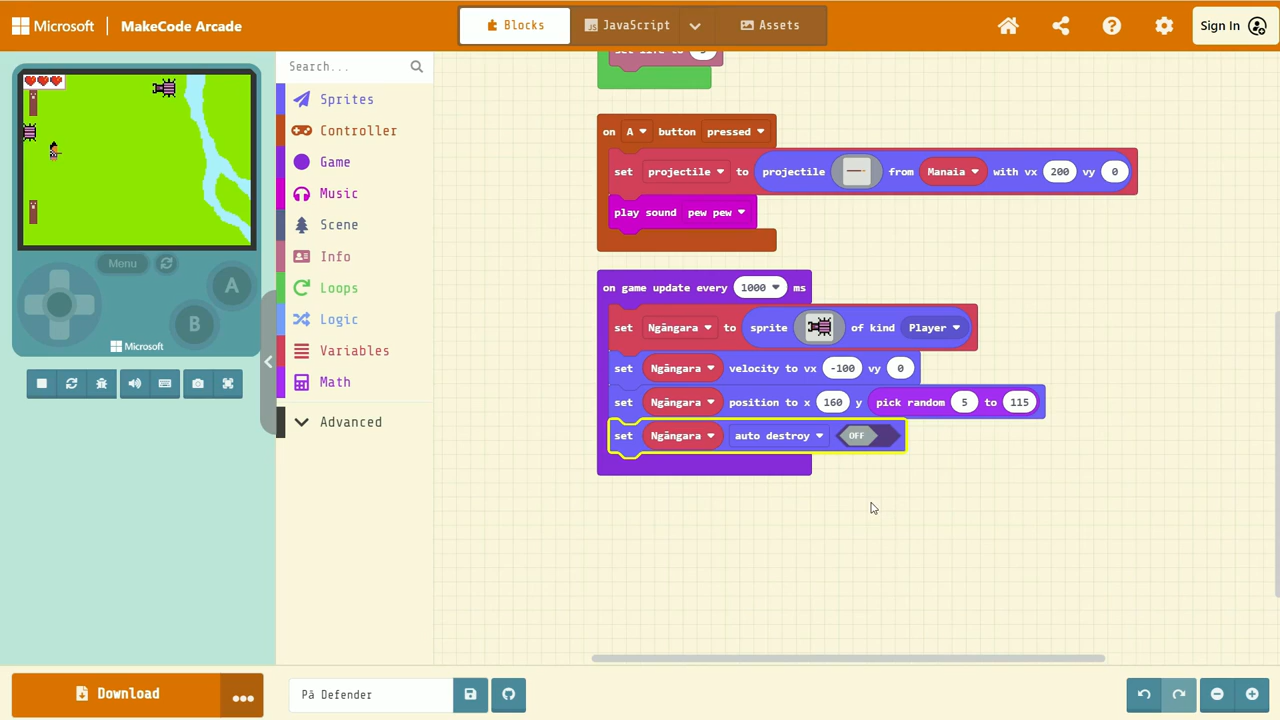 Microsoft MakeCode Arcade Blocks JavaScript Assets Sign In
Search...
Sprites
Controller
Game
Music
Scene
Info
Loops
Logic
Variables
Math
Advanced
Menu
A
B
Microsoft
on A button pressed
set projectile to projectile from Manaia with vx 200 vy 0
play sound pew pew
on game update every 1000 ms
set Ngāngara to sprite of kind Player
set Ngāngara velocity to vx -100 vy 0
set Ngāngara position to x 160 y pick random 5 to 115
set Ngāngara auto destroy OFF
Download
Pā Defender